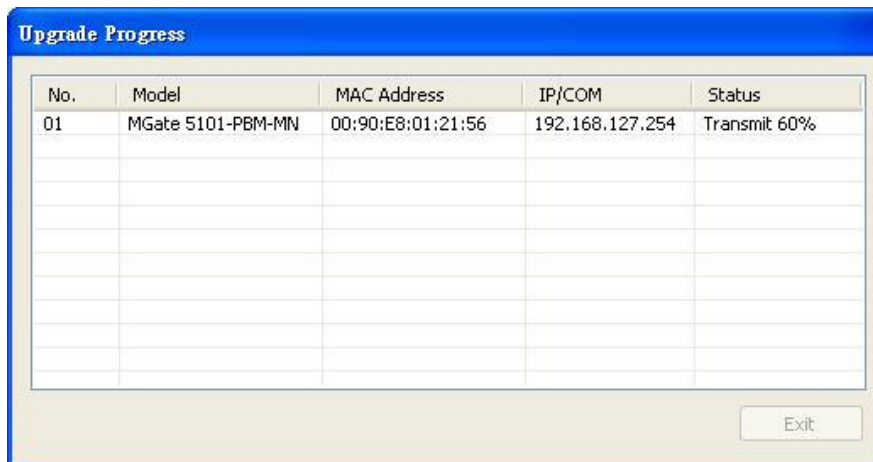 Upgrade Progress
No. Model MAC Address IP/COM Status
01 MGate 5101-PBM-MN 00:90:E8:01:21:56 192.168.127.254 Transmit 60%
Exit